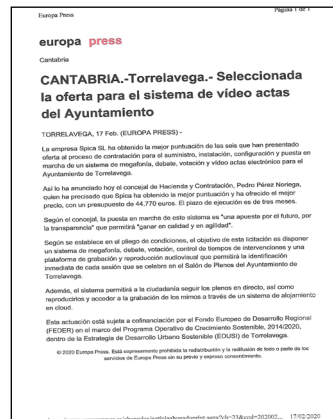 Europa Press
Página 1 de 1
europa press
Cantabria
CANTABRIA.-Torrelavega.- Seleccionada
la oferta para el sistema de vídeo actas
del Ayuntamiento
TORRELAVEGA, 17 Feb. (EUROPA PRESS) -
La empresa Spica SL ha obtenido la mejor puntuación de las seis que han presentado
oferta al proceso de contratación para el suministro, instalación, configuración y puesta en
marcha de un sistema de megafonía, debate, votación y vídeo actas electrónico para el
Ayuntamiento de Torrelavega.
Así lo ha anunciado hoy el concejal de Hacienda y Contratación, Pedro Pérez Noriega,
quien ha precisado que Spica ha obtenido la mejor puntuación y ha ofrecido el mejor
precio, con un presupuesto de 44.770 euros. El plazo de ejecución es de tres meses.
Según el concejal, la puesta en marcha de este sistema es "una apuesta por el futuro, por
la transparencia" que permitirá "ganar en calidad y en agilidad".
Según se establece en el pliego de condiciones, el objetivo de esta licitación es disponer
un sistema de megafonía, debate, votación, control de tiempos de intervenciones y una
plataforma de grabación y reproducción audiovisual que permitirá la identificación
inmediata de cada sesión que se celebre en el Salón de Plenos del Ayuntamiento de
Torrelavega.
Además, el sistema permitirá a la ciudadanía seguir los plenos en directo, así como
reproducirlos y acceder a la grabación de los mimos a través de un sistema de alojamiento
en cloud.
Esta actuación está sujeta a cofinanciación por el Fondo Europeo de Desarrollo Regional
(FEDER) en el marco del Programa Operativo de Crecimiento Sostenible, 2014/2020,
dentro de la Estrategia de Desarrollo Urbano Sostenible (EDUSI) de Torrelavega.
© 2020 Europa Press. Está expresamente prohibida la redistribución y la redifusión de todo o parte de los
servicios de Europa Press sin su previo y expreso consentimiento.
17/02/2020